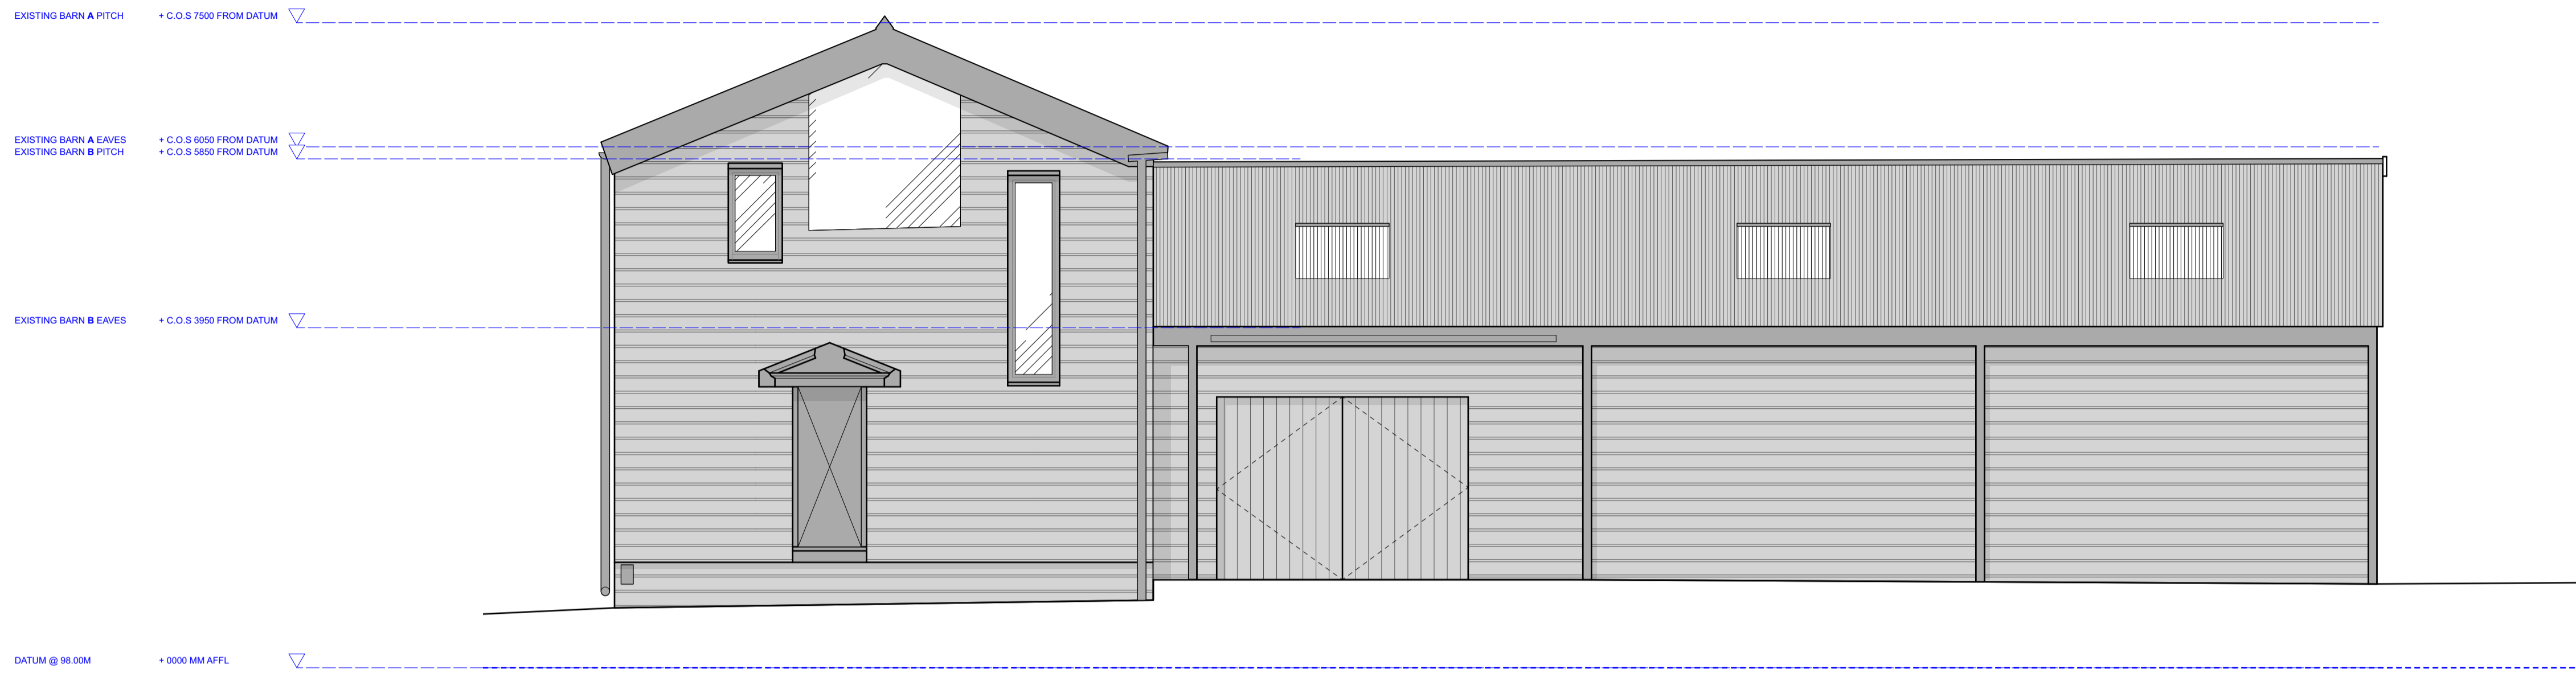 EXISTING BARN A PITCH + C.O.S 7500 FROM DATUM
EXISTING BARN A EAVES + C.O.S 6050 FROM DATUM
EXISTING BARN B PITCH + C.O.S 5850 FROM DATUM
EXISTING BARN B EAVES + C.O.S 3950 FROM DATUM
DATUM @ 98.00M + 0000 MM AFFL